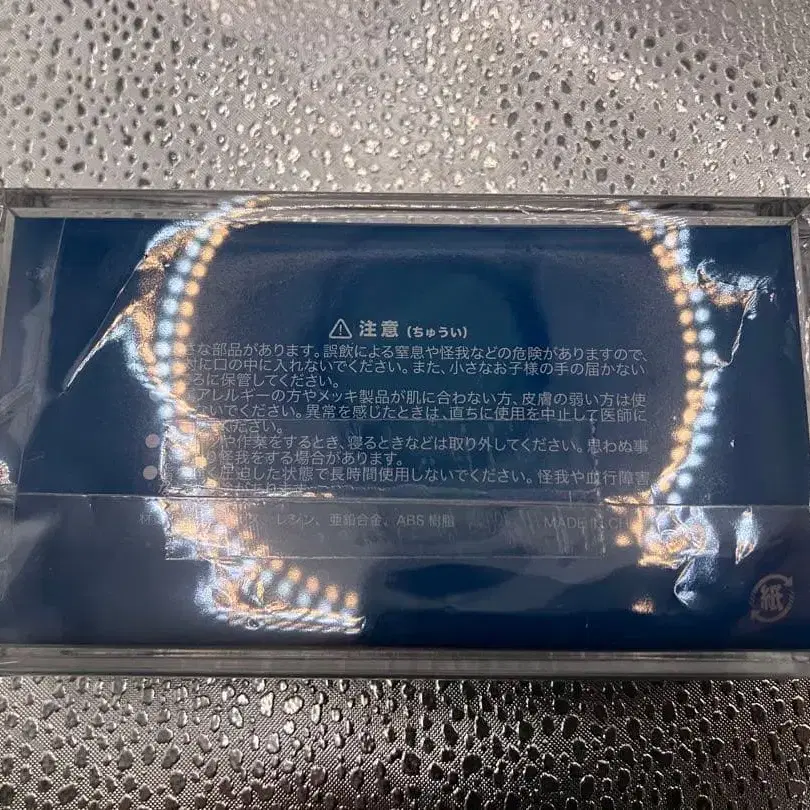 ⚠ 注意 (ちゅうい)
な部品があります。誤飲による窒息や怪我などの危険がありますので、
に口の中に入れないでください。また、小さなお子様の手の届かない
ろに保管してください。
アレルギーの方やメッキ製品が肌に合わない方、皮膚の弱い方は使
いでください。異常を感じたときは、直ちに使用を中止して医師に
ください。
や作業をするとき、寝るときなどは取り外してください。思わぬ事
怪我をする場合があります。
圧迫した状態で長時間使用しないでください。怪我や血行障害
レジン、亜鉛合金、ABS 樹脂
MADE IN
紙